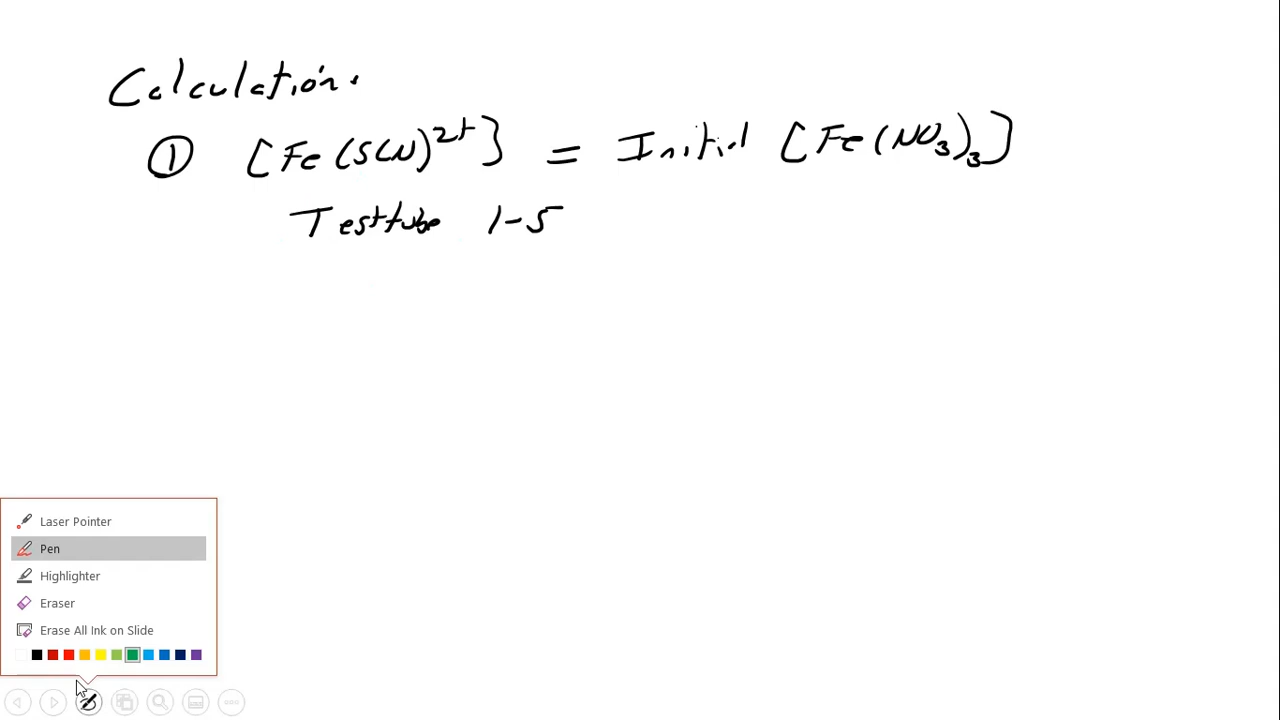 Calculation.
① [Fe(SCN)²⁺] = Initial [Fe(NO₃)₃]
Testtube 1-5
Laser Pointer
Pen
Highlighter
Eraser
Erase All Ink on Slide